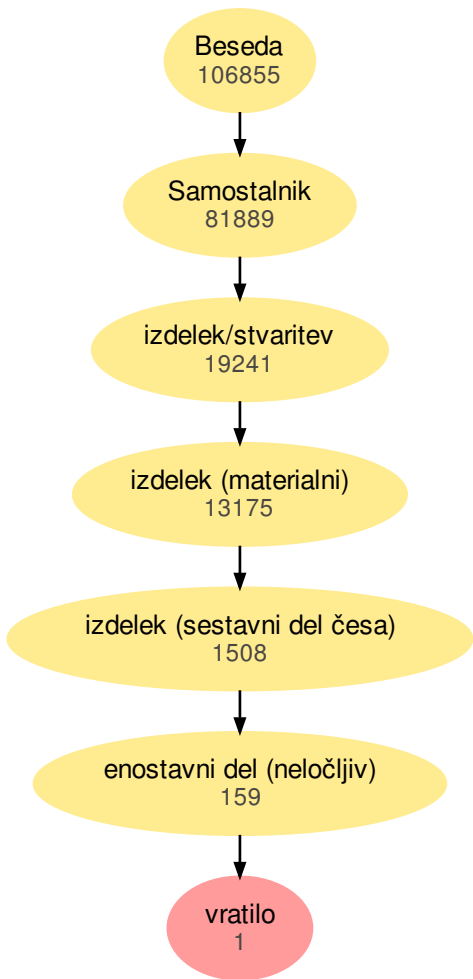 Beseda
106855
Samostalnik
81889
izdelek/stvaritev
19241
izdelek (materialni)
13175
izdelek (sestavni del česa)
1508
enostavni del (neločljiv)
159
vratilo
1